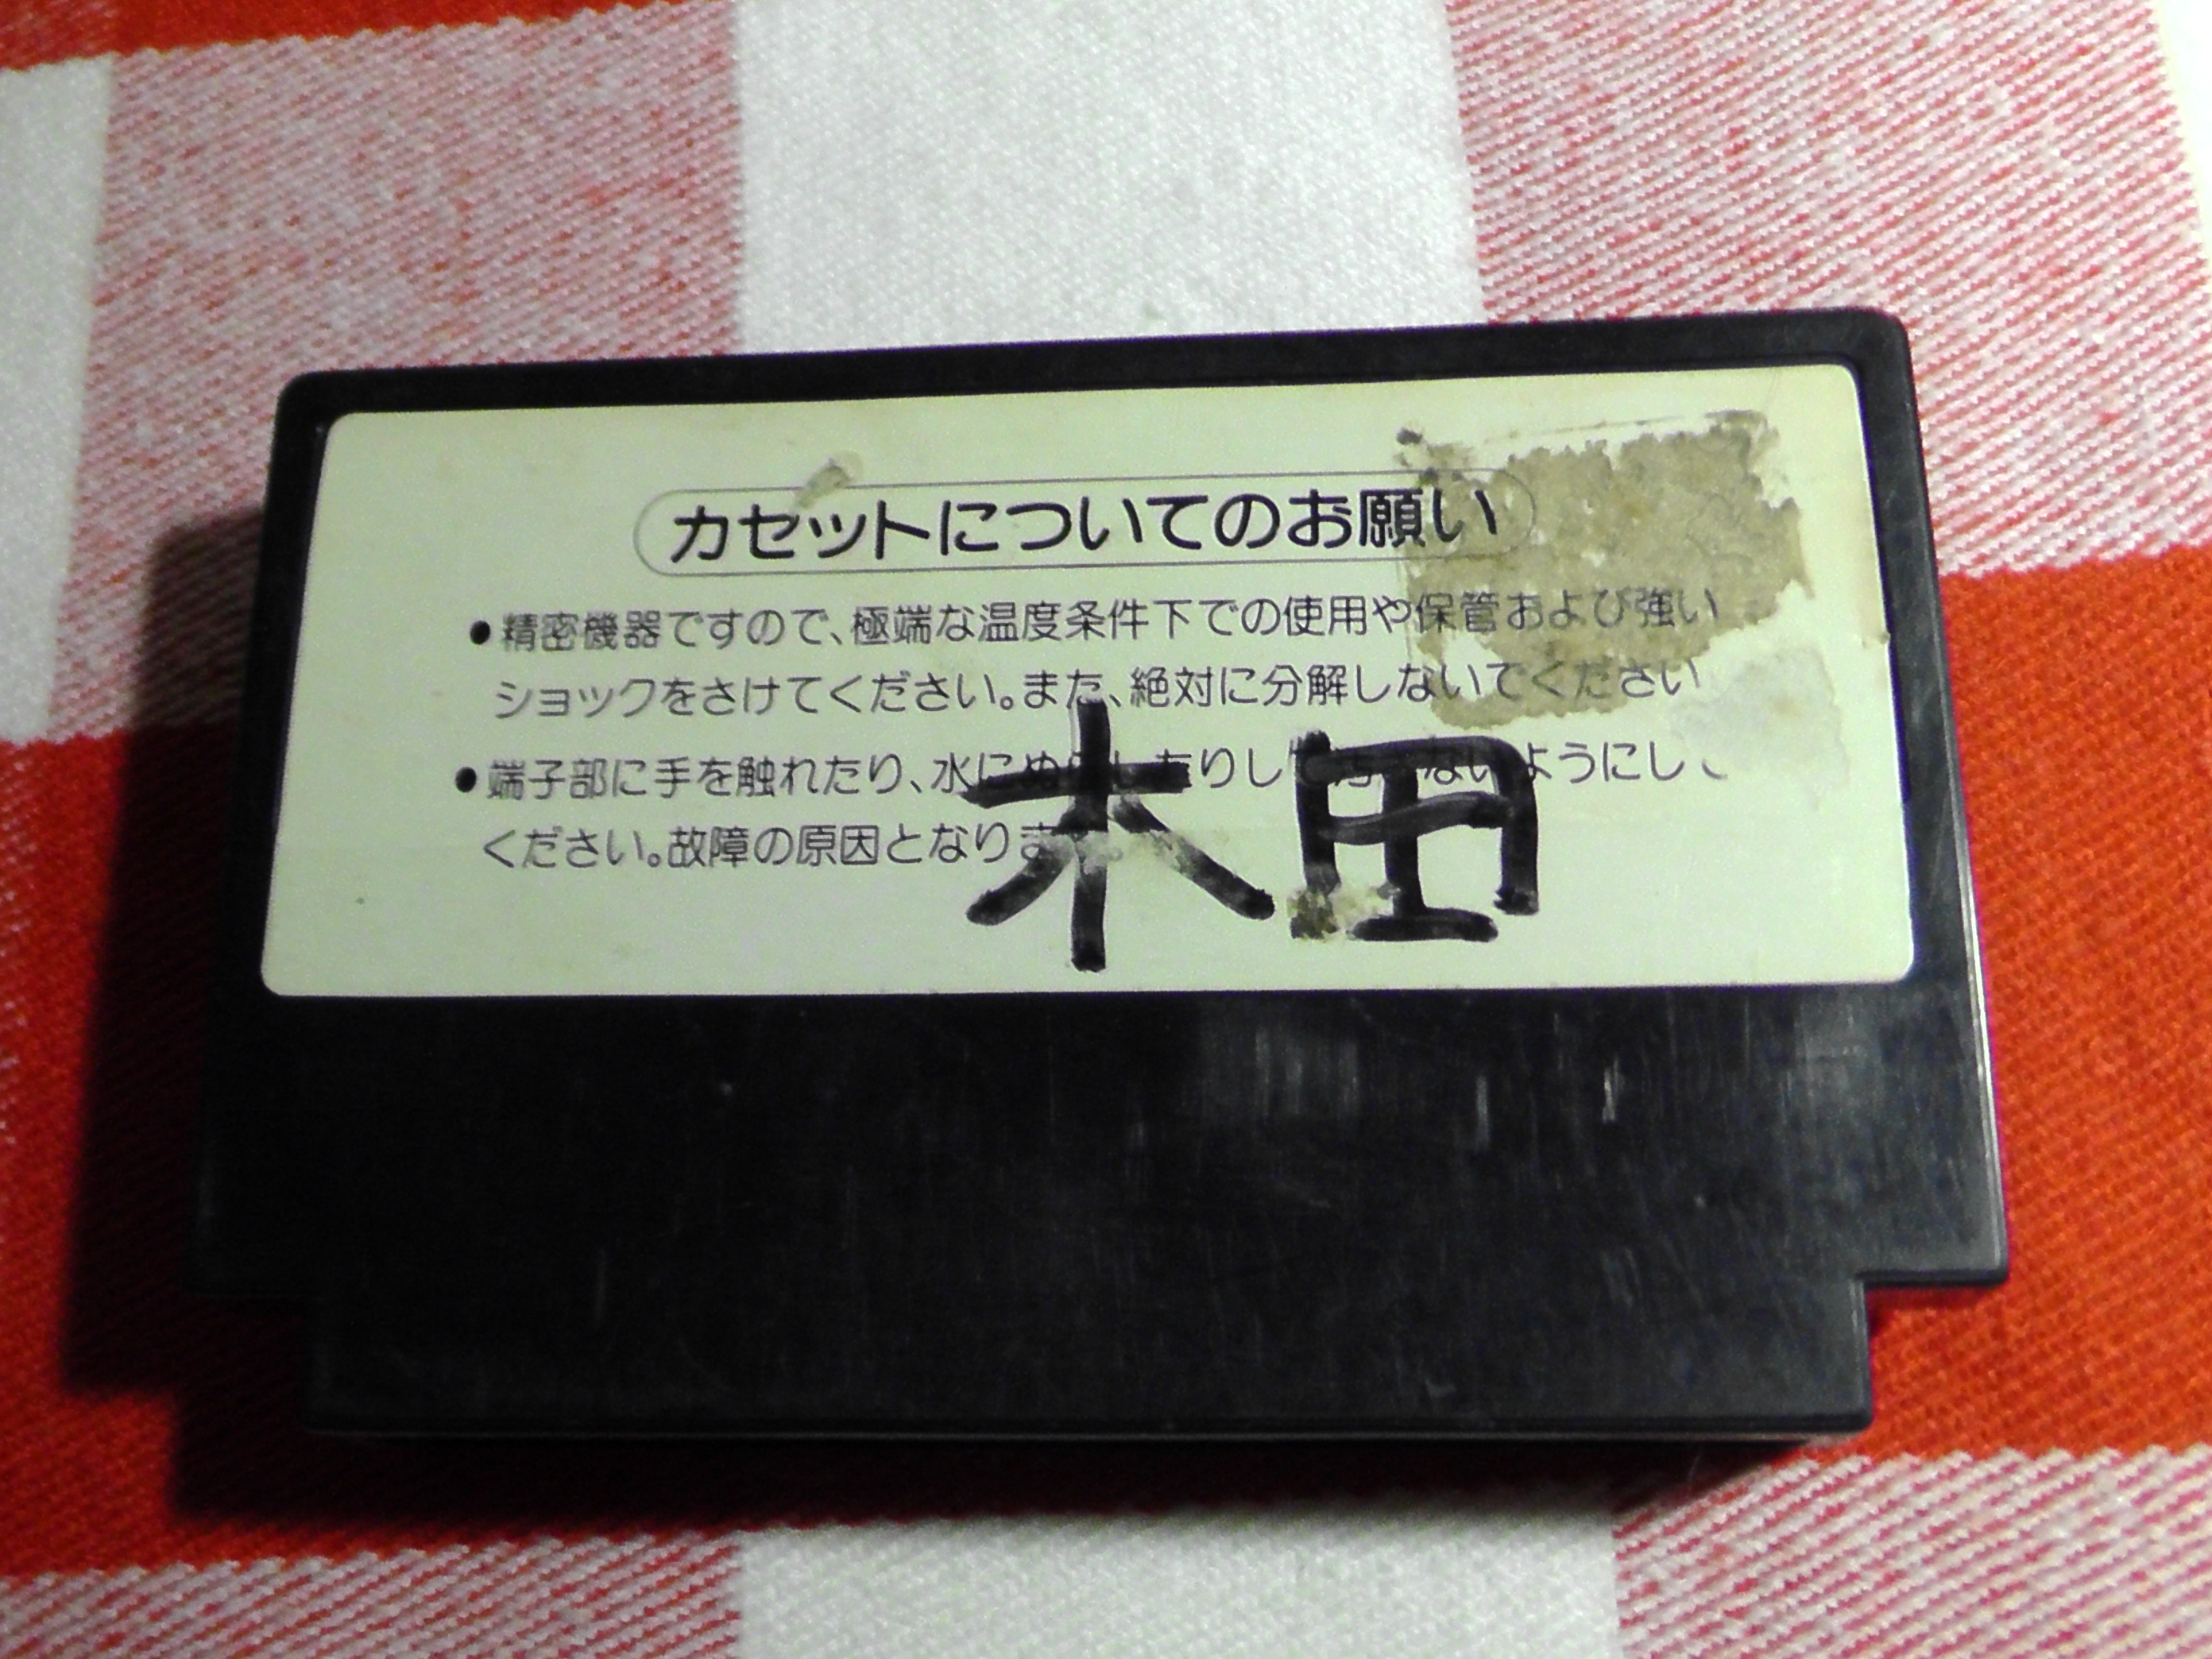 カセットについてのお願い
●精密機器ですので、極端な温度条件下での使用や保管および強い
ショックをさけてください。また、絶対に分解しないでください
●端子部に手を触れたり、水にぬ たりし ないようにし
ください。故障の原因となりま
木田